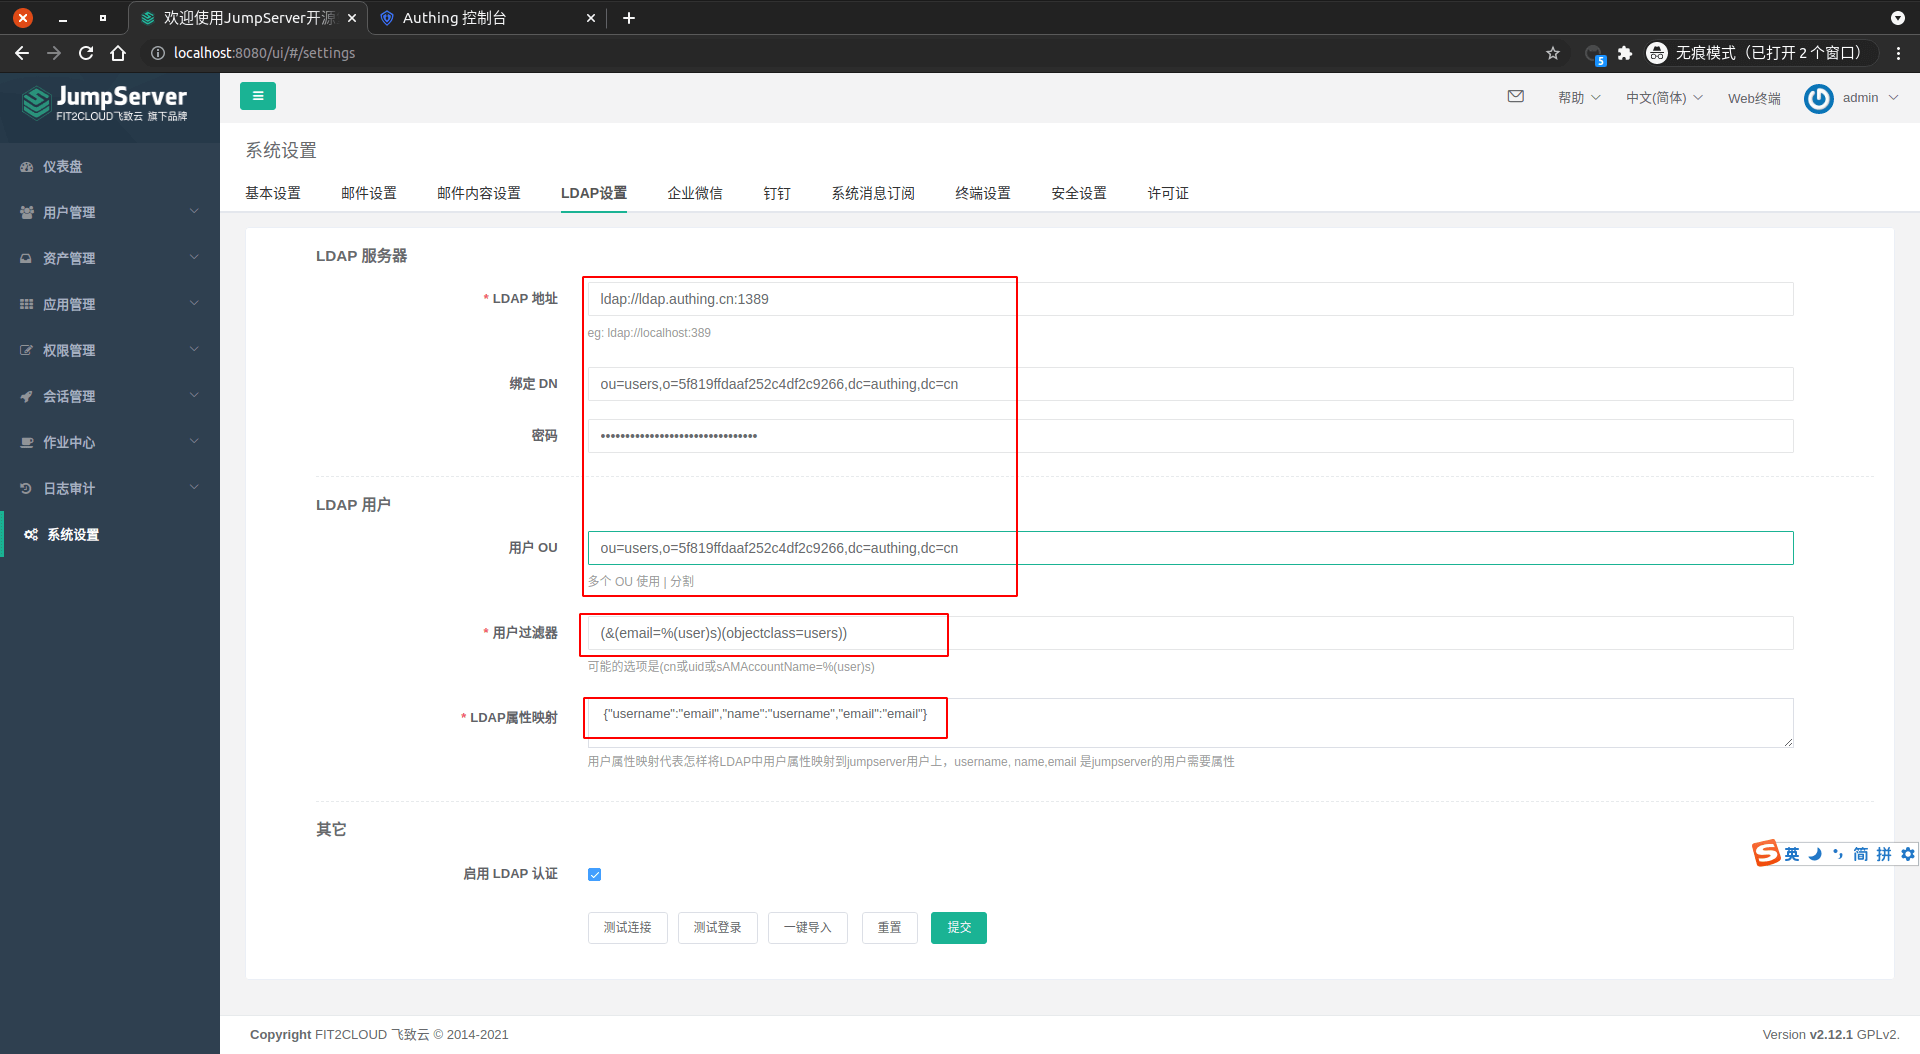 欢迎使用JumpServer开源
Authing 控制台
localhost:8080/ui/#/settings
5
无痕模式（已打开 2 个窗口）
JumpServer
FIT2CLOUD飞致云 旗下品牌
帮助
中文(简体)
Web终端
admin
仪表盘
用户管理
资产管理
应用管理
权限管理
会话管理
作业中心
日志审计
系统设置
系统设置
基本设置
邮件设置
邮件内容设置
LDAP设置
企业微信
钉钉
系统消息订阅
终端设置
安全设置
许可证
LDAP 服务器
* LDAP 地址
ldap://ldap.authing.cn:1389
eg: ldap://localhost:389
绑定 DN
ou=users,o=5f819ffdaaf252c4df2c9266,dc=authing,dc=cn
密码
••••••••••••••••••••••••••••••••
LDAP 用户
用户 OU
ou=users,o=5f819ffdaaf252c4df2c9266,dc=authing,dc=cn
多个 OU 使用 | 分割
* 用户过滤器
(&(email=%(user)s)(objectclass=users))
可能的选项是(cn或uid或sAMAccountName=%(user)s)
* LDAP属性映射
{"username":"email","name":"username","email":"email"}
用户属性映射代表怎样将LDAP中用户属性映射到jumpserver用户上，username, name,email 是jumpserver的用户需要属性
其它
启用 LDAP 认证
测试连接
测试登录
一键导入
重置
提交
英 简 拼
Copyright FIT2CLOUD 飞致云 © 2014-2021
Version v2.12.1 GPLv2.